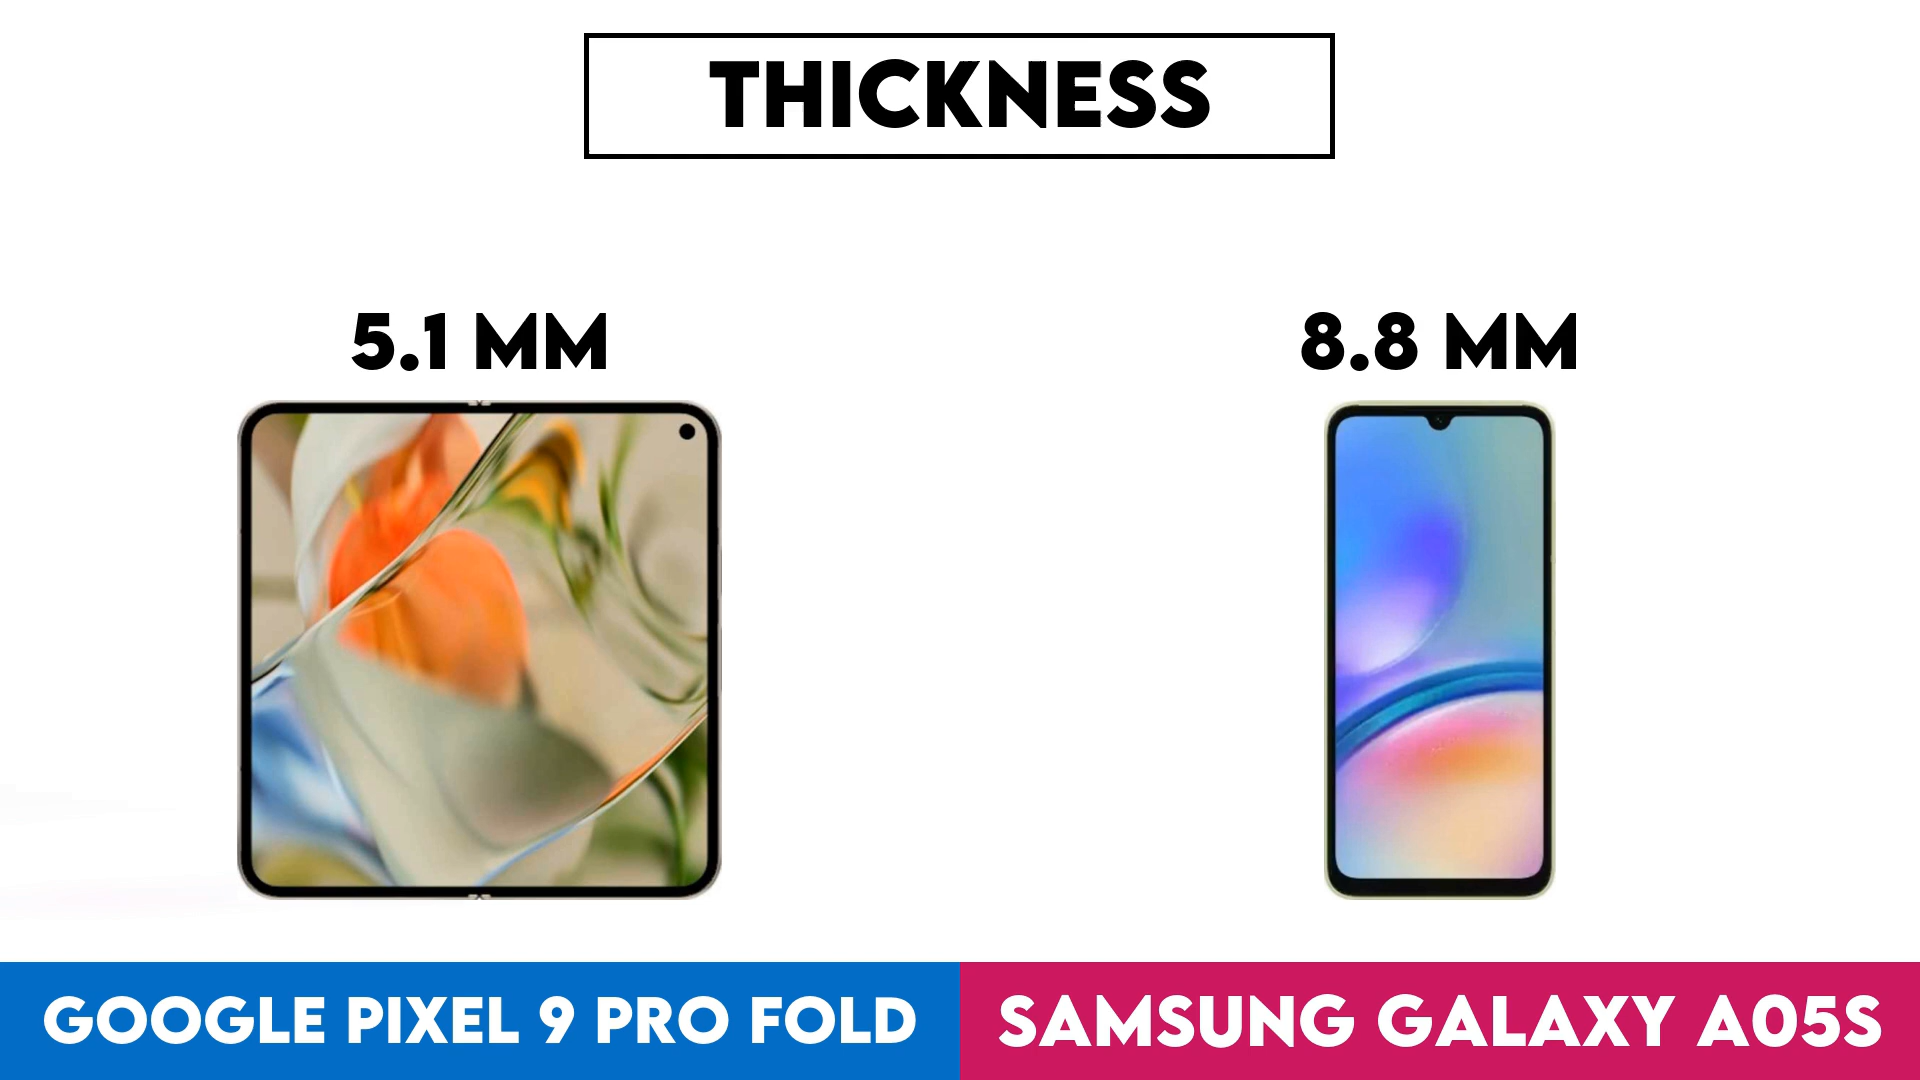 THICKNESS
5.1 MM
8.8 MM
GOOGLE PIXEL 9 PRO FOLD
SAMSUNG GALAXY A05S